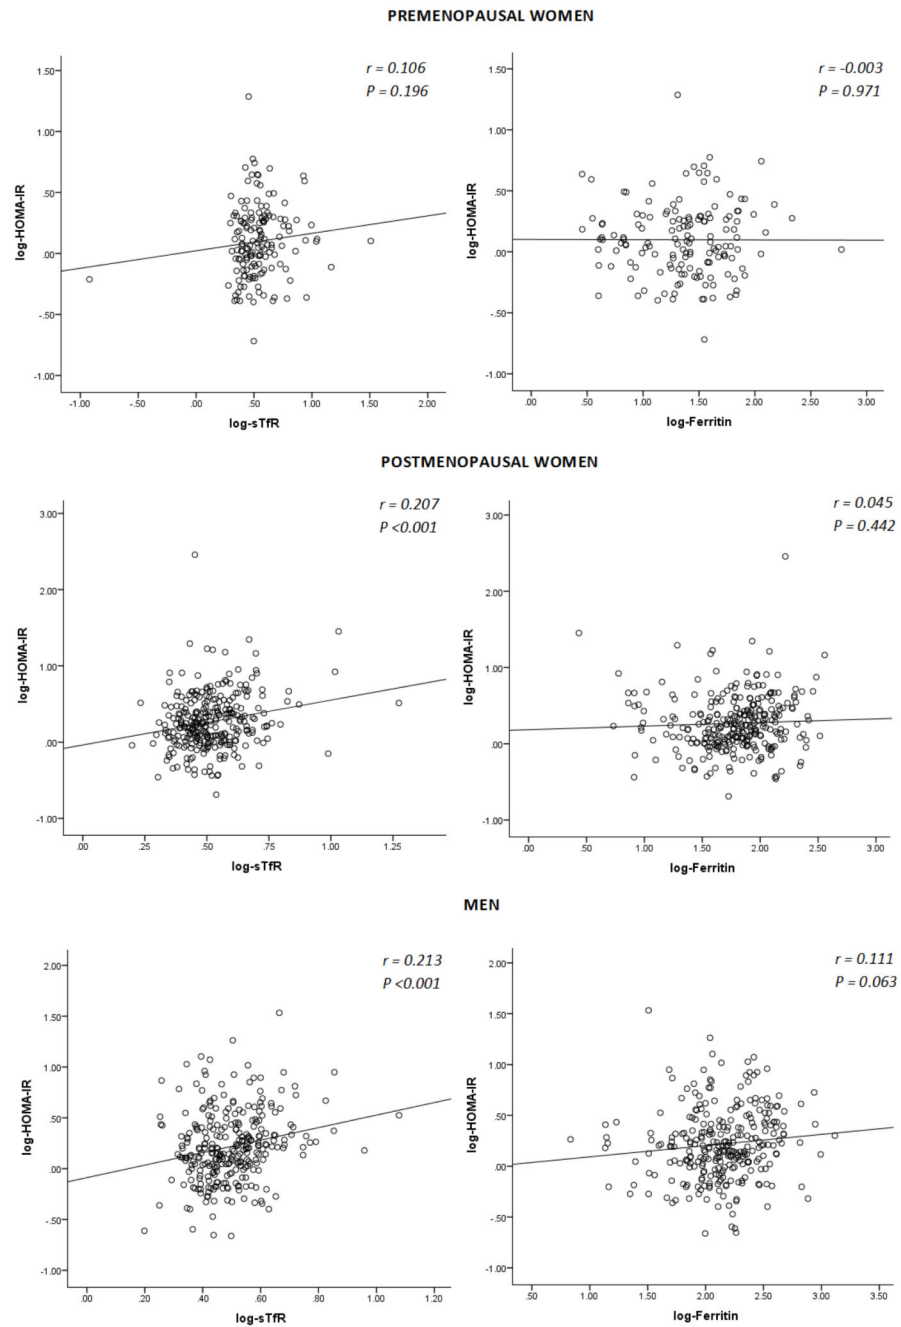 PREMENOPAUSAL WOMEN
r = 0.106
P = 0.196
1.50
1.00
.50
.00
-.50
-1.00
log-HOMA-IR
-1.00 -.50 .00 .50 1.00 1.50 2.00
log-sTfR
r = -0.003
P = 0.971
1.50
1.00
.50
.00
-.50
-1.00
log-HOMA-IR
.00 .50 1.00 1.50 2.00 2.50 3.00
log-Ferritin
POSTMENOPAUSAL WOMEN
r = 0.207
P <0.001
3.00
2.00
1.00
.00
-1.00
log-HOMA-IR
.00 .25 .50 .75 1.00 1.25
log-sTfR
r = 0.045
P = 0.442
3.00
2.00
1.00
.00
-1.00
log-HOMA-IR
.00 .50 1.00 1.50 2.00 2.50 3.00
log-Ferritin
MEN
r = 0.213
P <0.001
2.00
1.50
1.00
.50
.00
-.50
-1.00
log-HOMA-IR
.00 .20 .40 .60 .80 1.00 1.20
log-sTfR
r = 0.111
P = 0.063
2.00
1.50
1.00
.50
.00
-.50
-1.00
log-HOMA-IR
.50 1.00 1.50 2.00 2.50 3.00 3.50
log-Ferritin